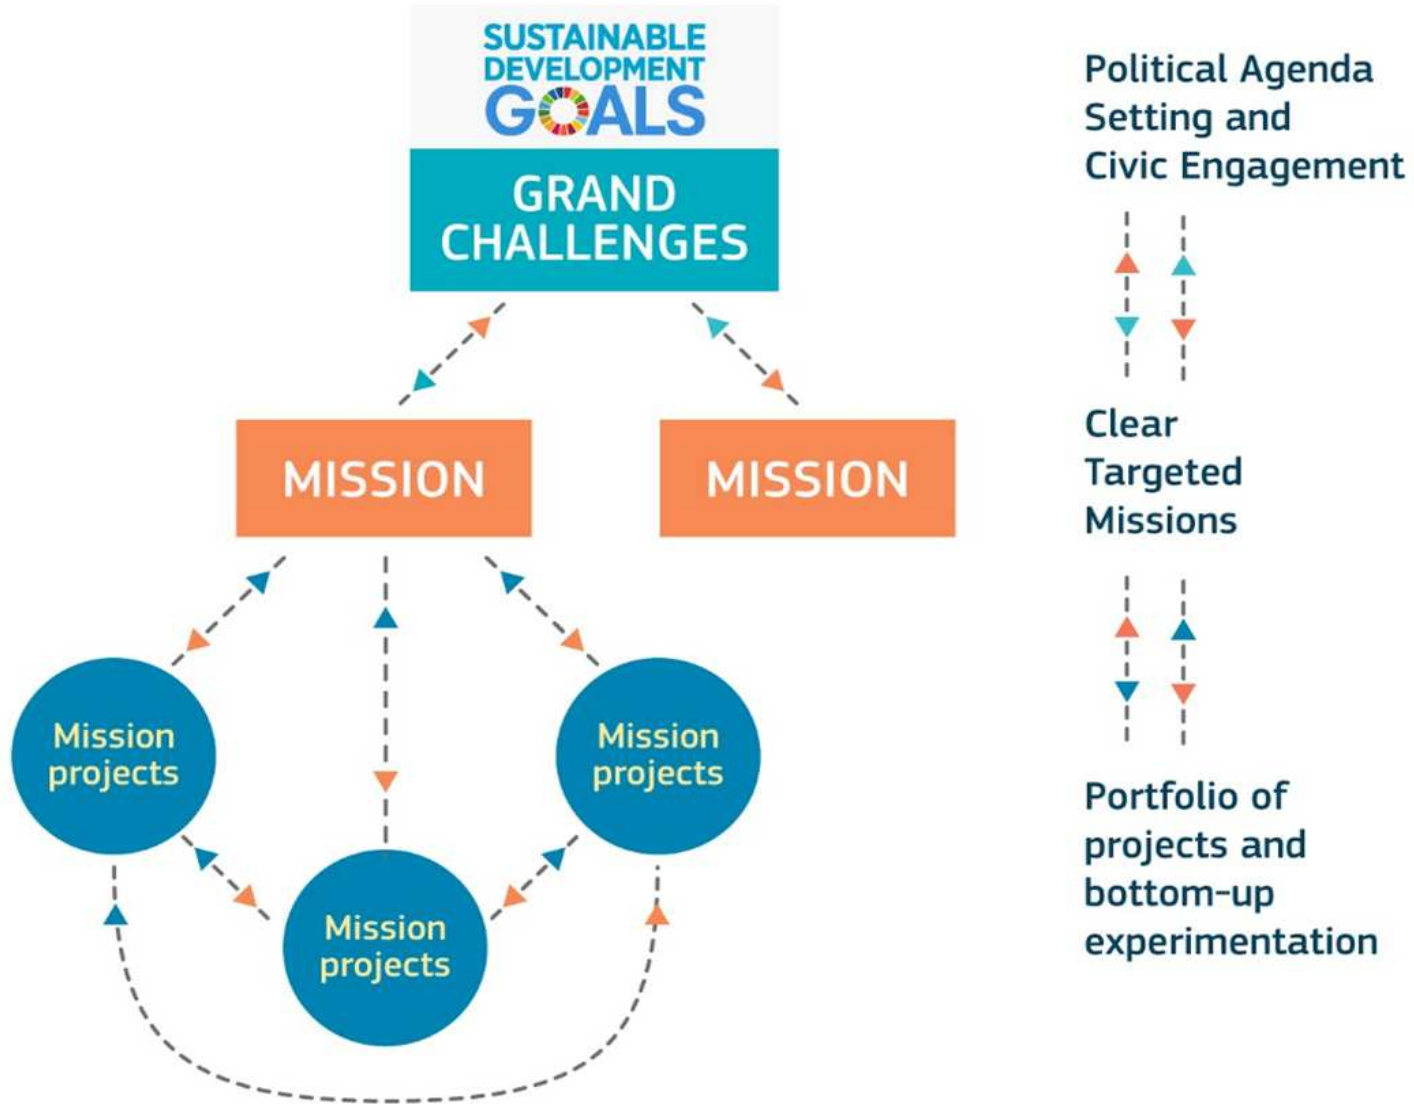 SUSTAINABLE
DEVELOPMENT
GOALS
GRAND
CHALLENGES
MISSION
MISSION
Mission
projects
Mission
projects
Mission
projects
Political Agenda
Setting and
Civic Engagement
Clear
Targeted
Missions
Portfolio of
projects and
bottom-up
experimentation